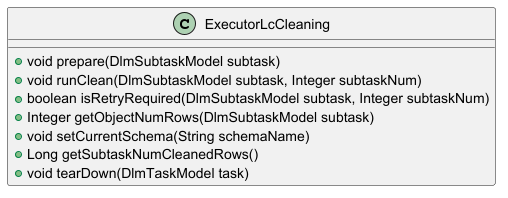 C ExecutorLcCleaning
void prepare(DlmSubtaskModel subtask)
void runClean(DlmSubtaskModel subtask, Integer subtaskNum)
boolean isRetryRequired(DlmSubtaskModel subtask, Integer subtaskNum)
Integer getObjectNumRows(DlmSubtaskModel subtask)
void setCurrentSchema(String schemaName)
Long getSubtaskNumCleanedRows()
void tearDown(DlmTaskModel task)